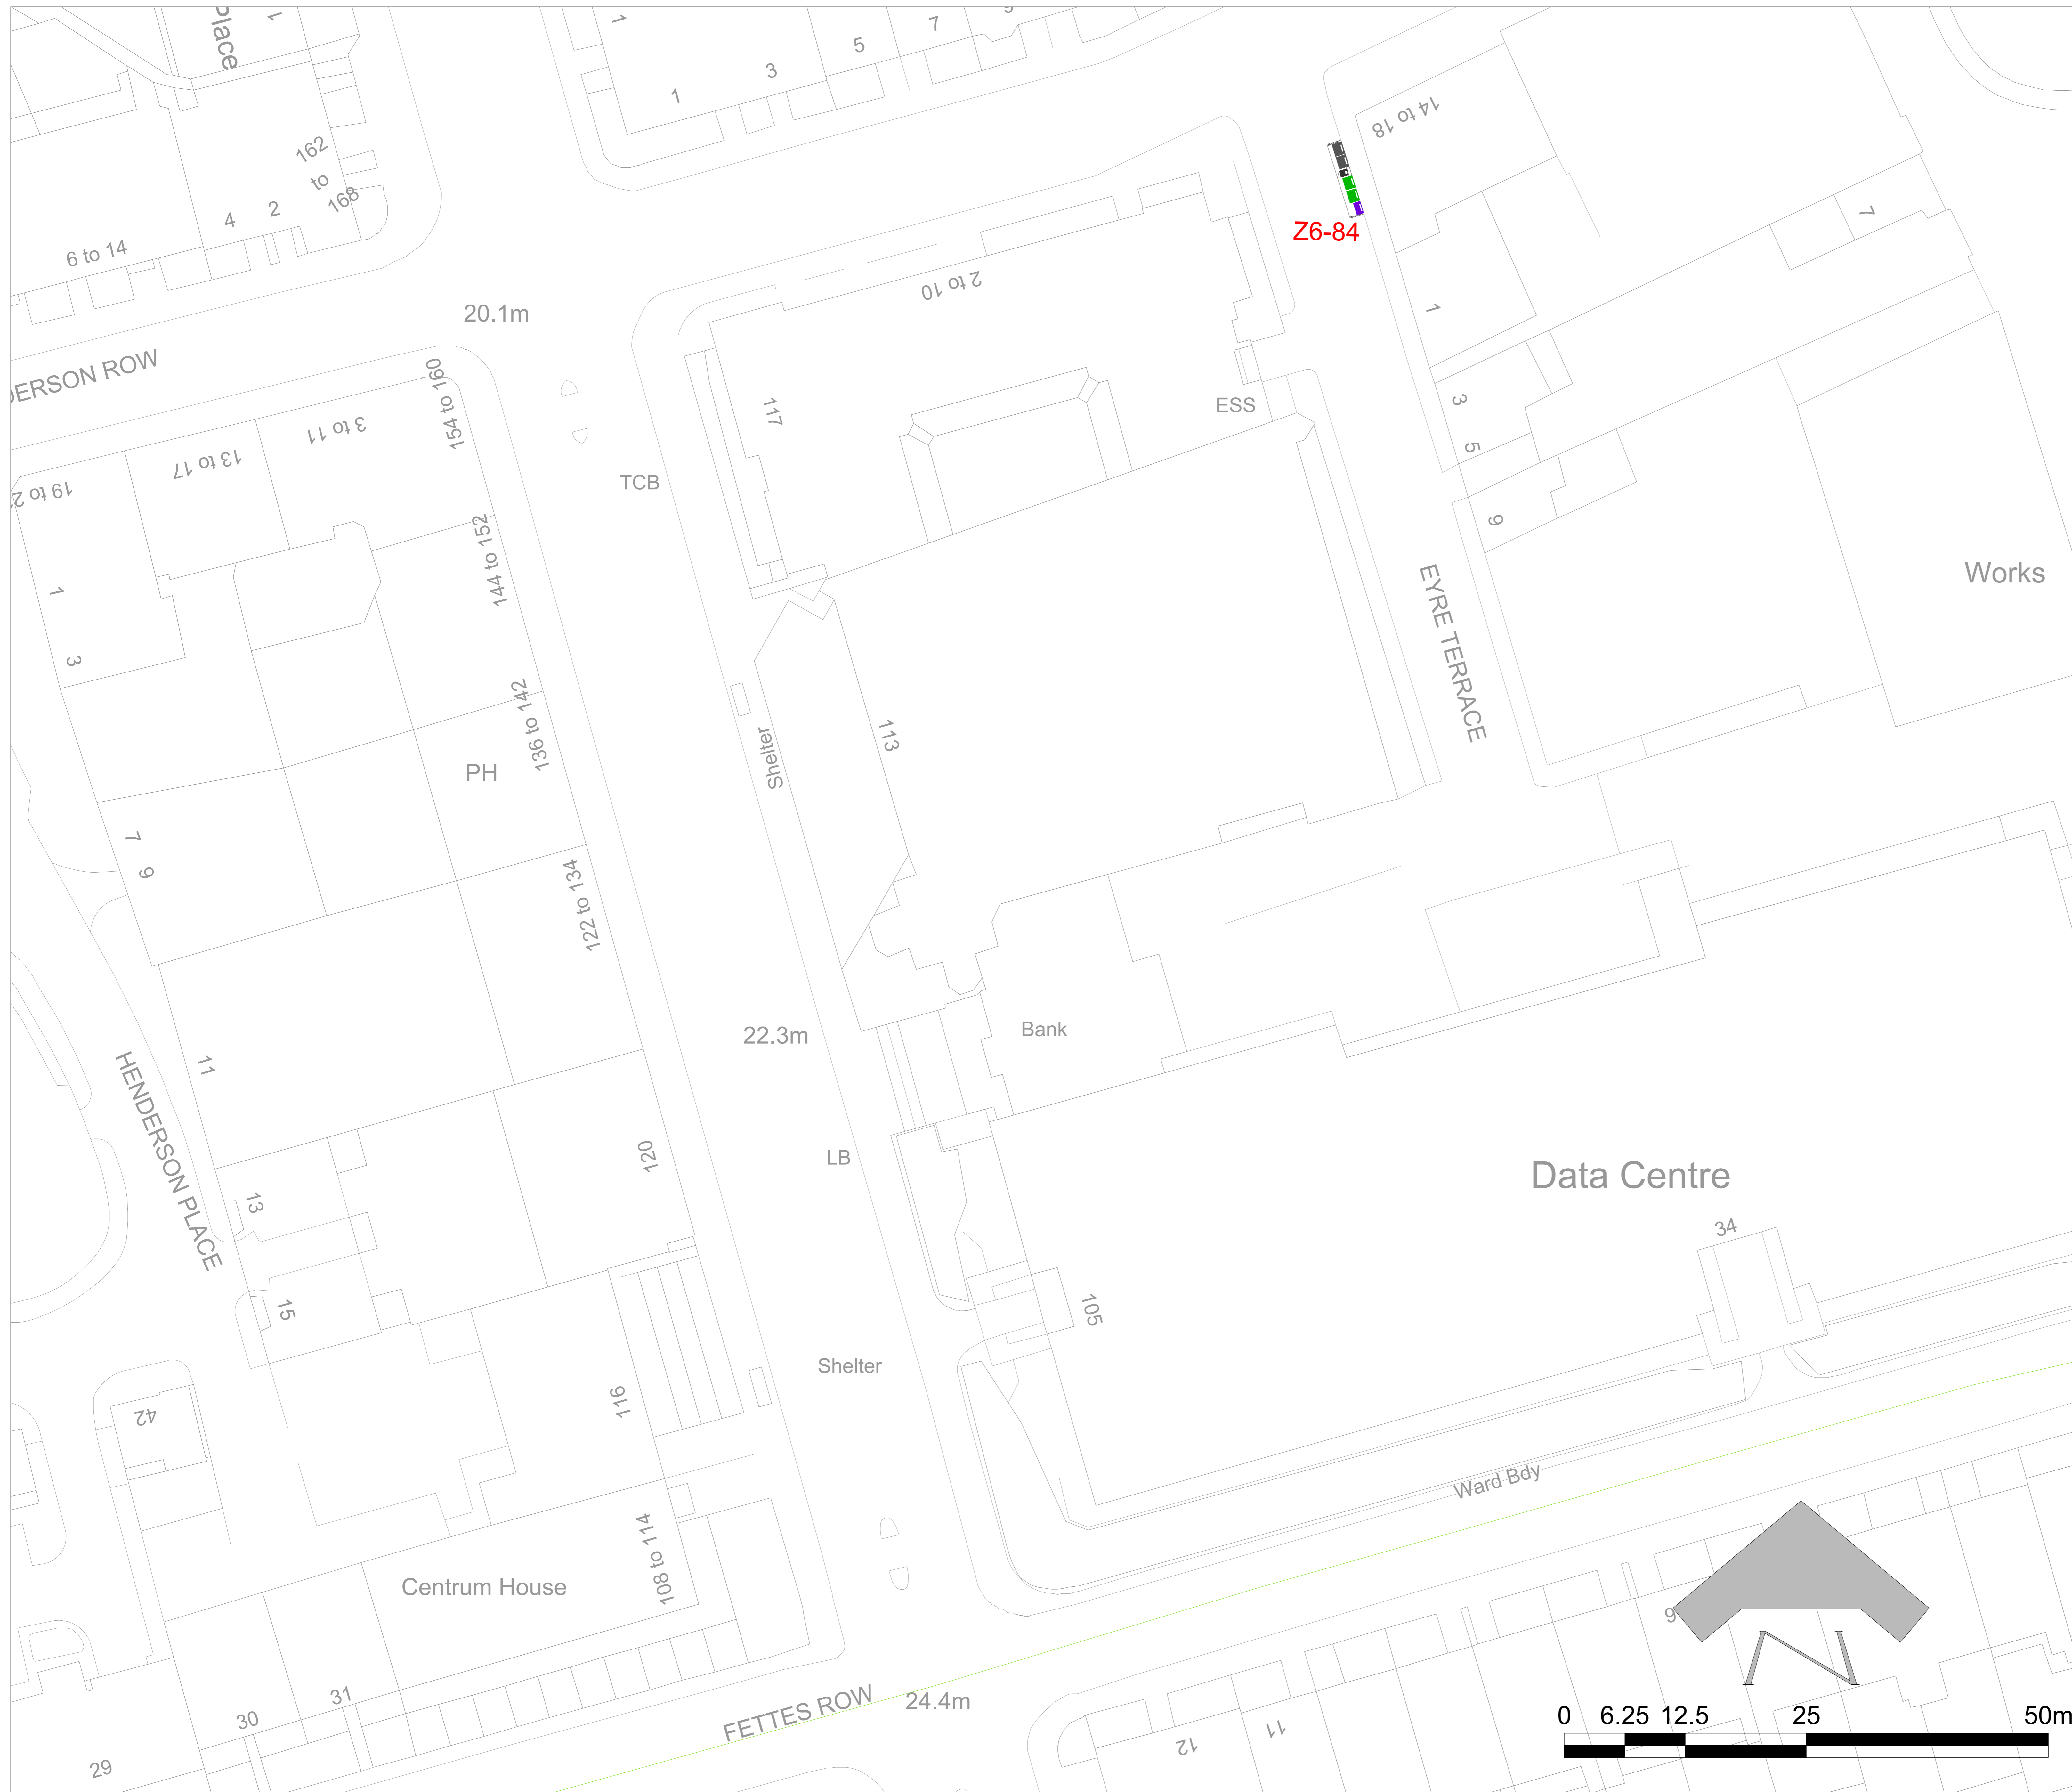 Place
1
1
1
3
5
7
9
14 to 18
162
to
168
4
2
6 to 14
Z6-84
7
2 to 10
20.1m
1
DERSON ROW
154 to 160
117
ESS
3
3 to 11
13 to 17
5
TCB
19 to 2
9
144 to 152
Works
1
EYRE TERRACE
3
136 to 142
113
Shelter
PH
7
9
122 to 134
22.3m
Bank
11
HENDERSON PLACE
120
LB
Data Centre
13
34
15
105
Shelter
116
42
Ward Bdy
108 to 114
Centrum House
9
31
30
FETTES ROW
24.4m
12
11
29
N
0 6.25 12.5 25 50m